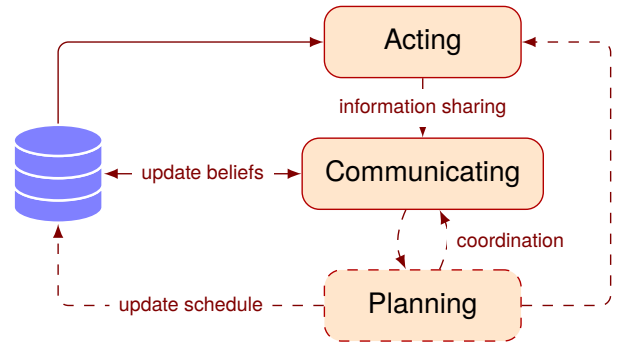 Acting
information sharing
Communicating
update beliefs
coordination
Planning
update schedule